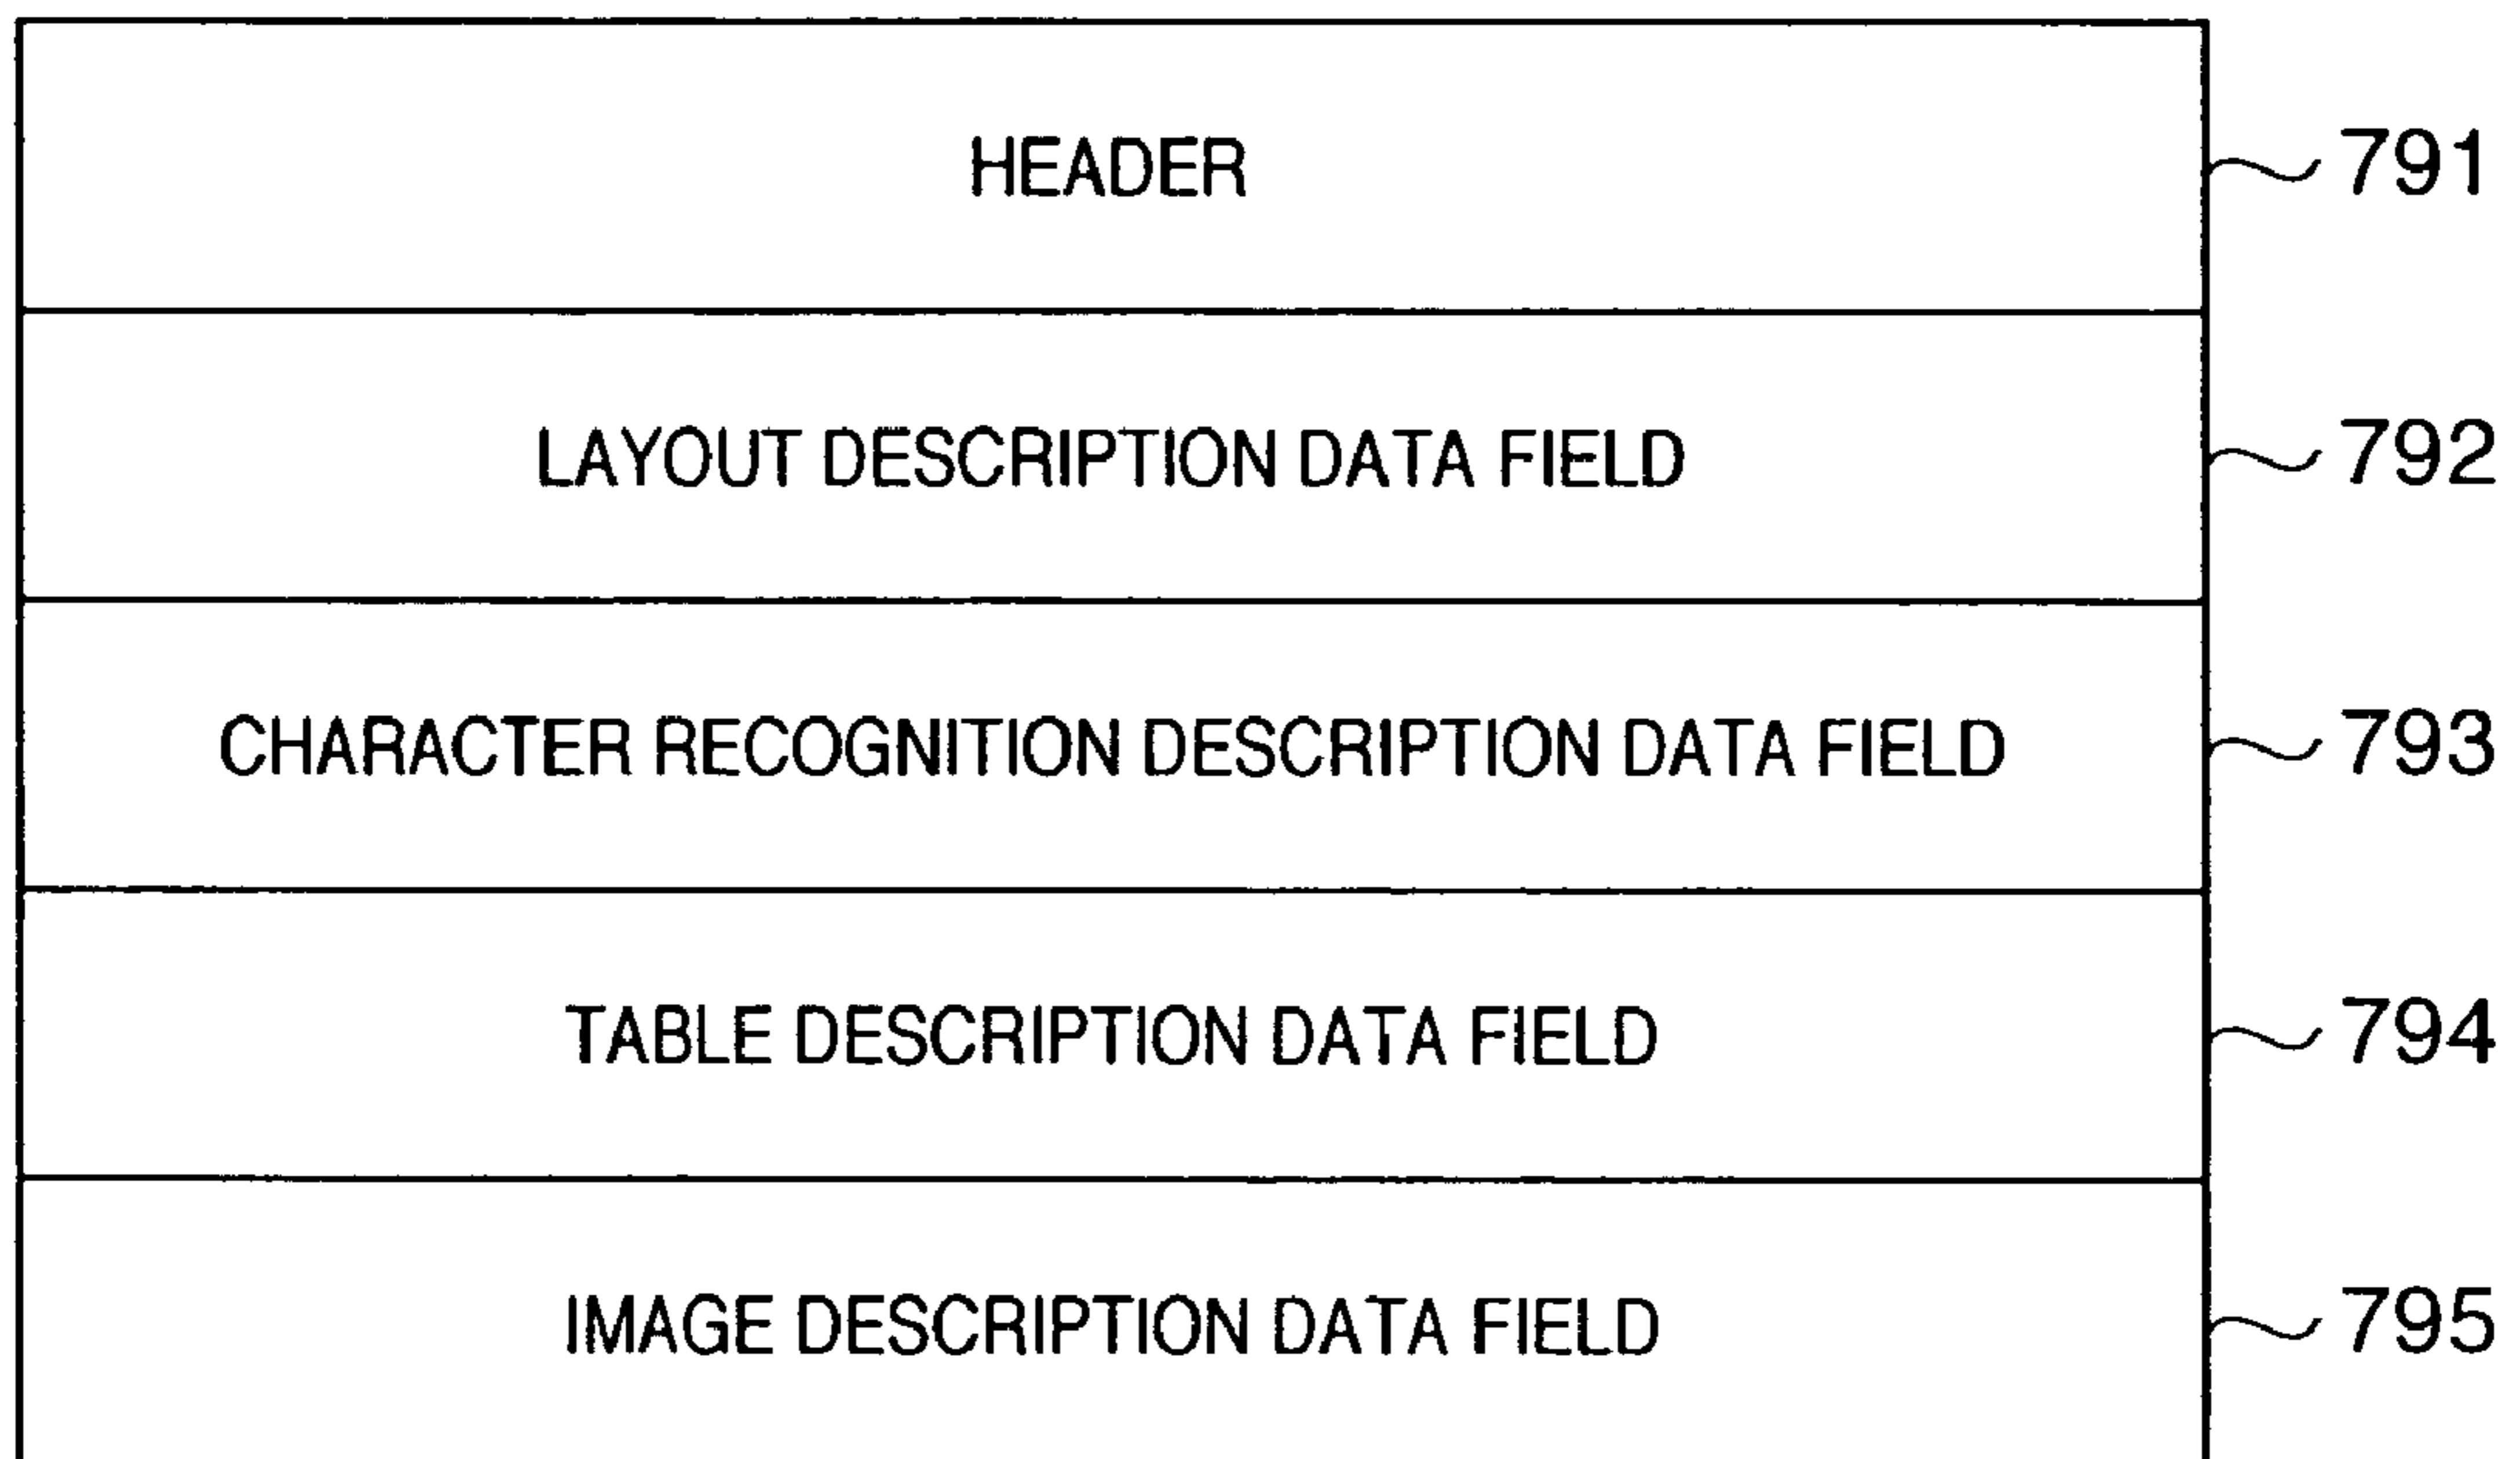 HEADER 791
LAYOUT DESCRIPTION DATA FIELD 792
CHARACTER RECOGNITION DESCRIPTION DATA FIELD 793
TABLE DESCRIPTION DATA FIELD 794
IMAGE DESCRIPTION DATA FIELD 795